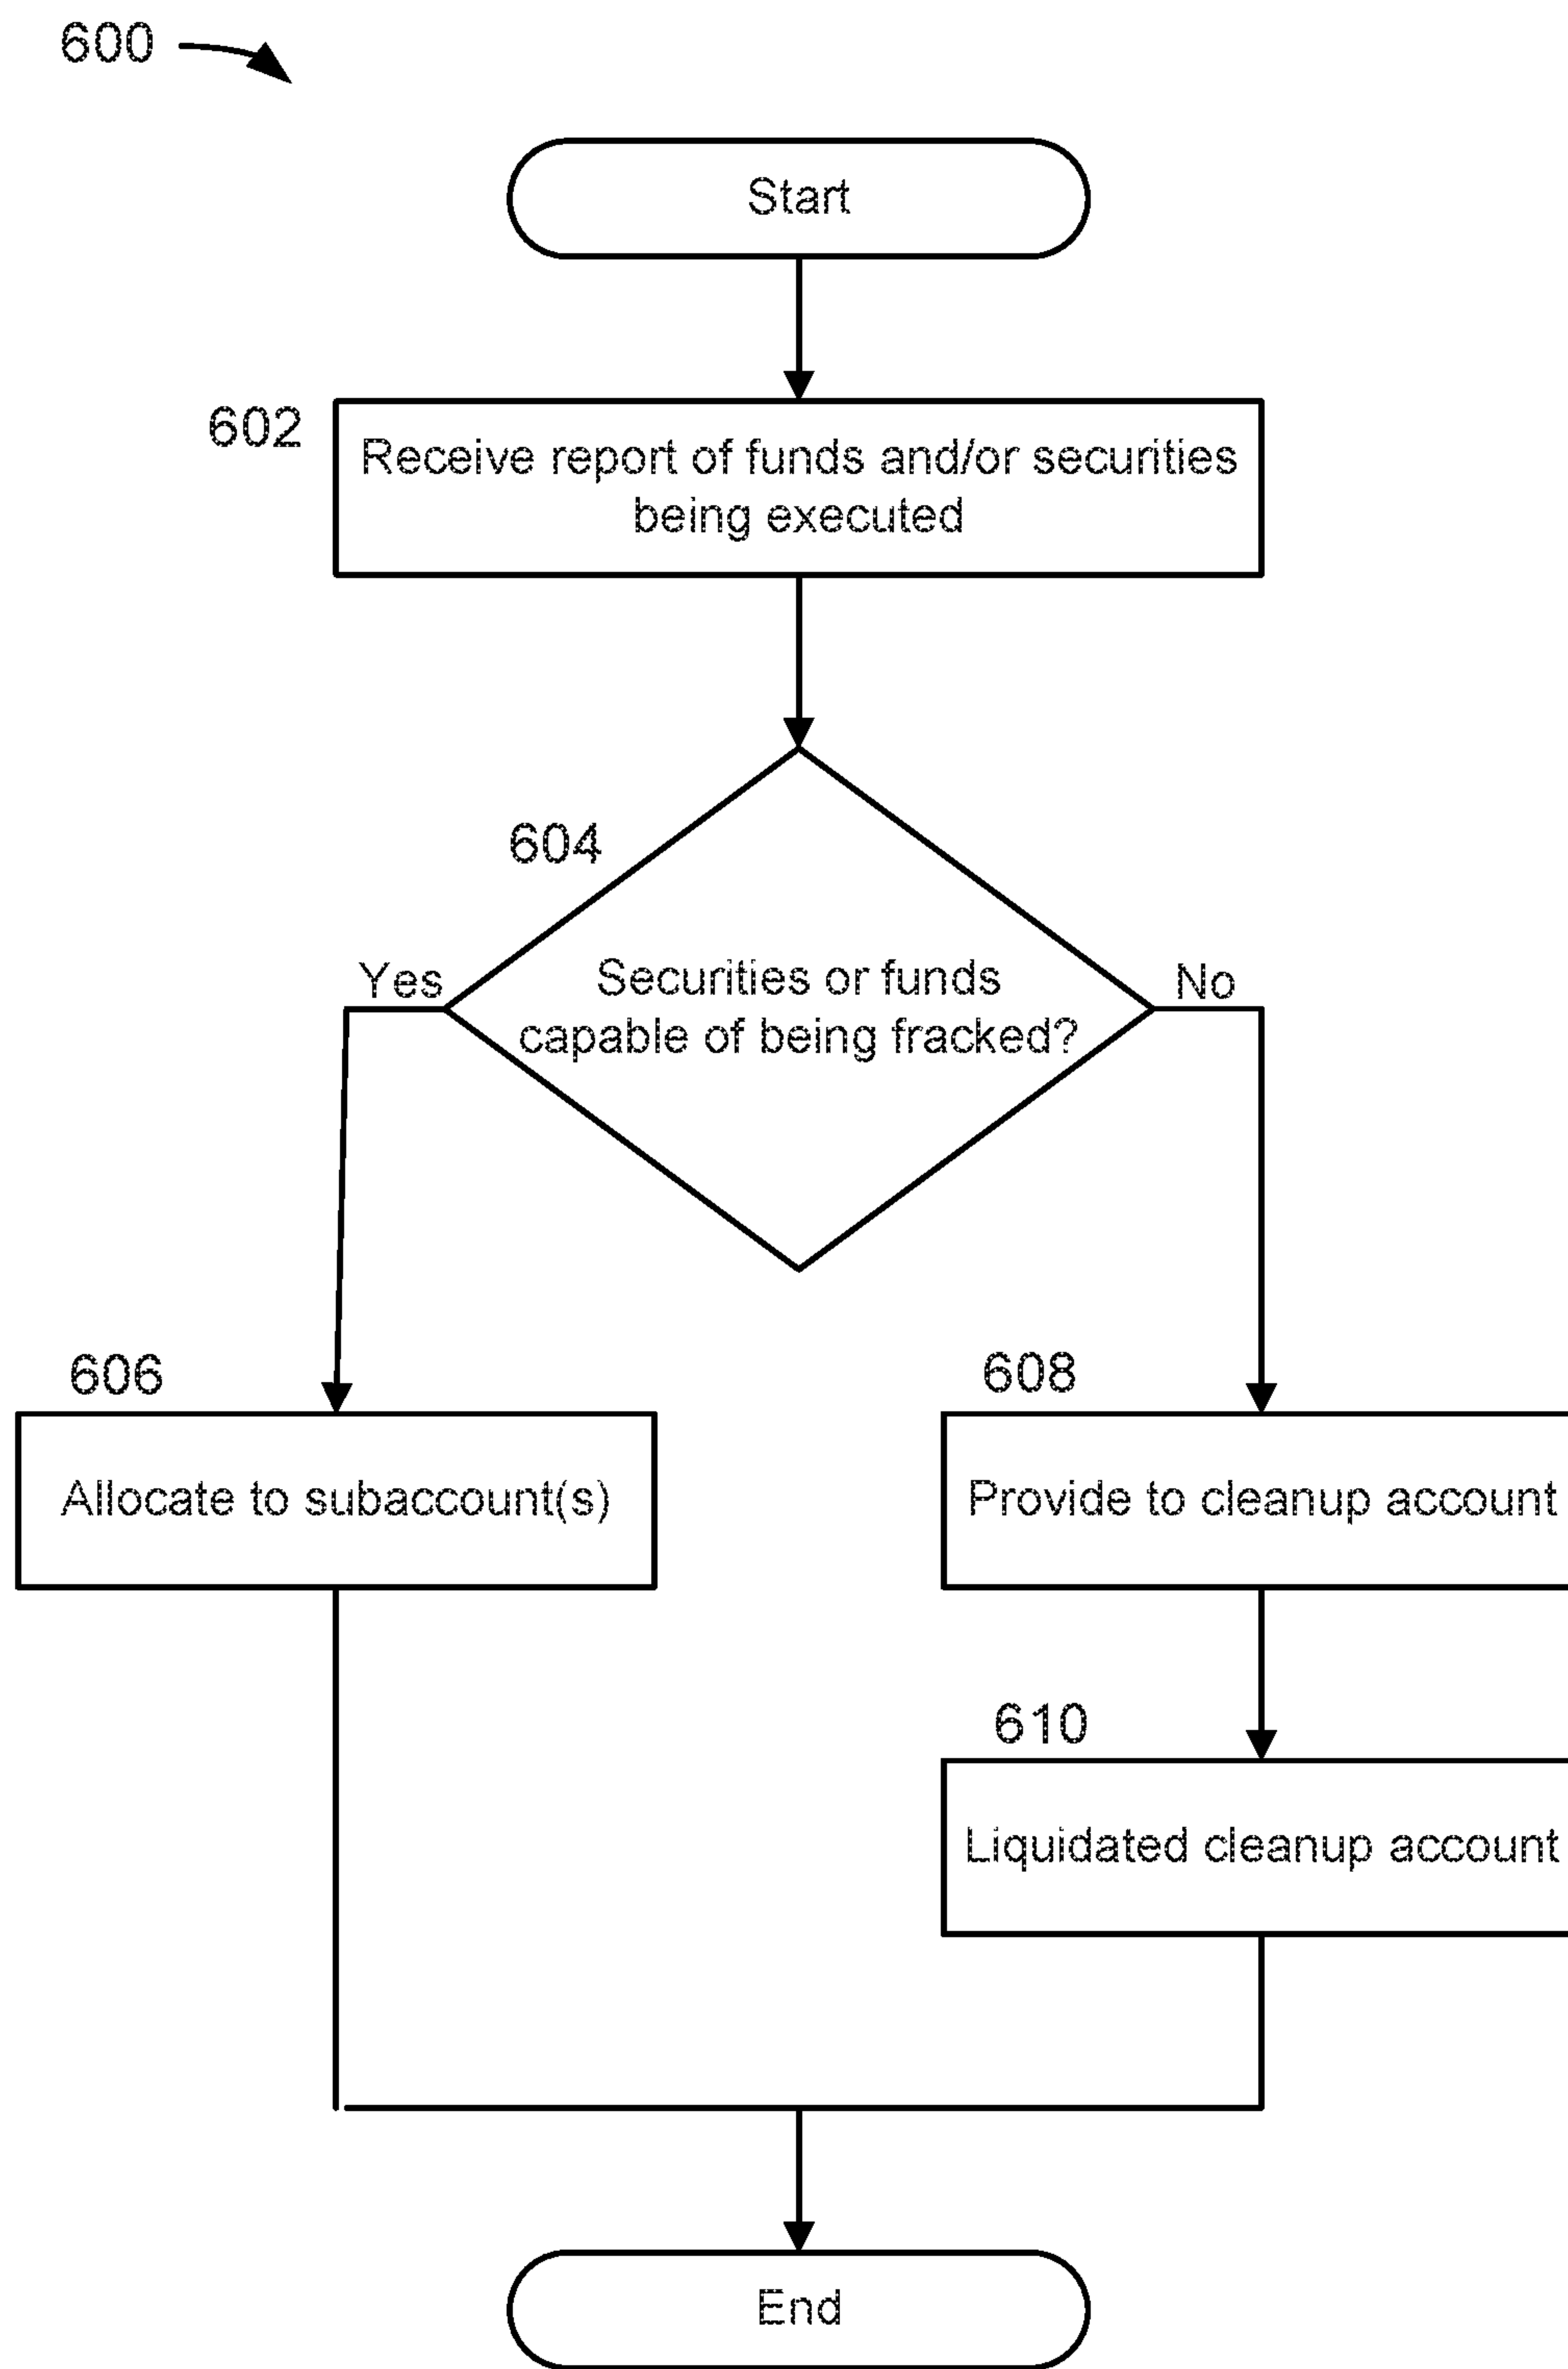 600
Start
602
Receive report of funds and/or securities
being executed
604
Yes
Securities or funds
capable of being fracked?
No
606
Allocate to subaccount(s)
608
Provide to cleanup account
610
Liquidated cleanup account
End